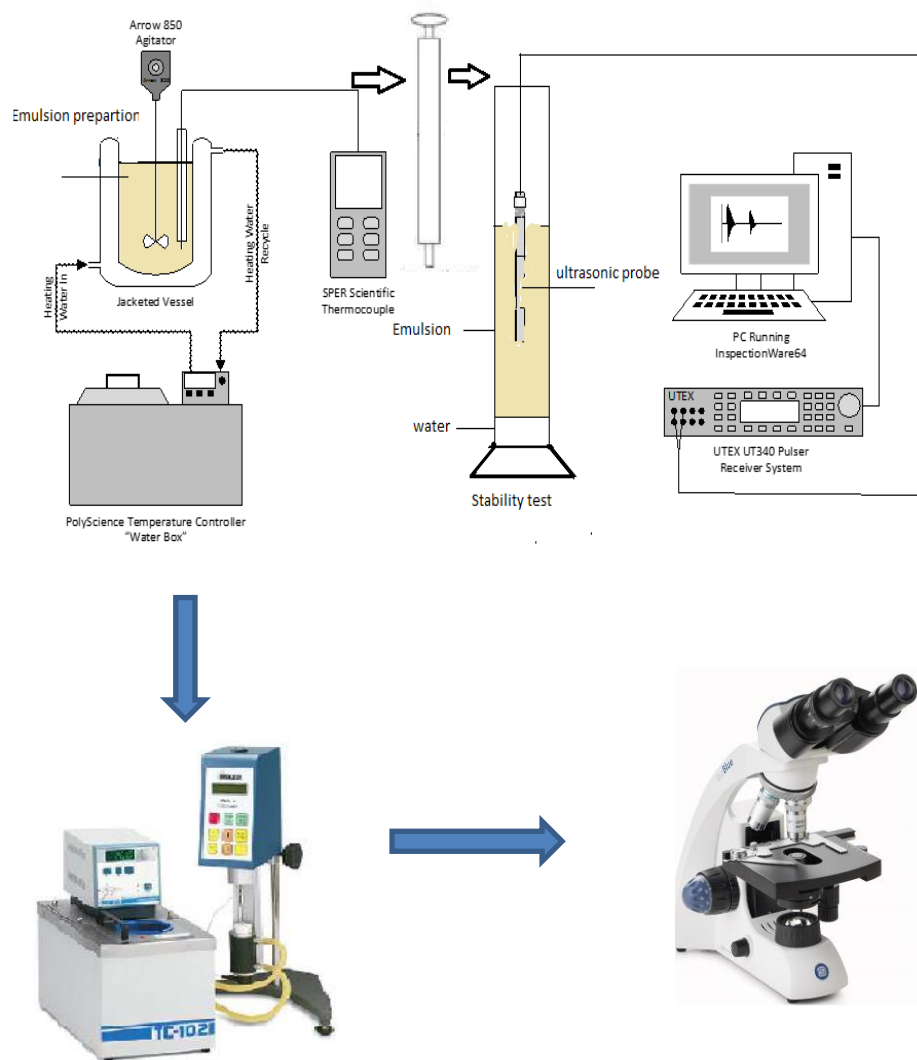 Arrow 850
Agitator
Emulsion prepartion
Heating Water
Recycle
Heating
Water In
Jacketed Vessel
SPER Scientific
Thermocouple
ultrasonic probe
Emulsion
water
Stability test
PC Running
InspectionWare64
UTEX
UTEX UT340 Pulser
Receiver System
PolyScience Temperature Controller
"Water Box"
TC-102
Blue